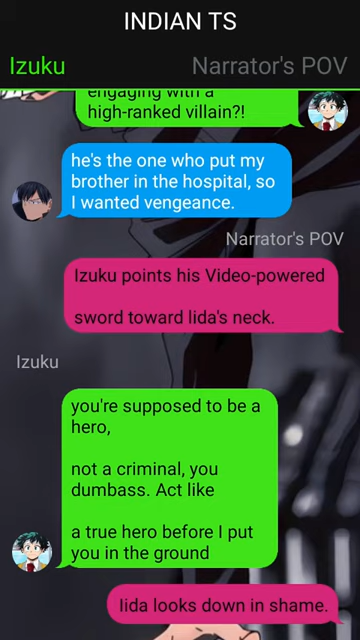 INDIAN TS
Izuku
Narrator's POV
engaging with a
high-ranked villain?!
he's the one who put my
brother in the hospital, so
I wanted vengeance.
Narrator's POV
Izuku points his Video-powered
sword toward Iida's neck.
Izuku
you're supposed to be a
hero,
not a criminal, you
dumbass. Act like
a true hero before I put
you in the ground
Iida looks down in shame.